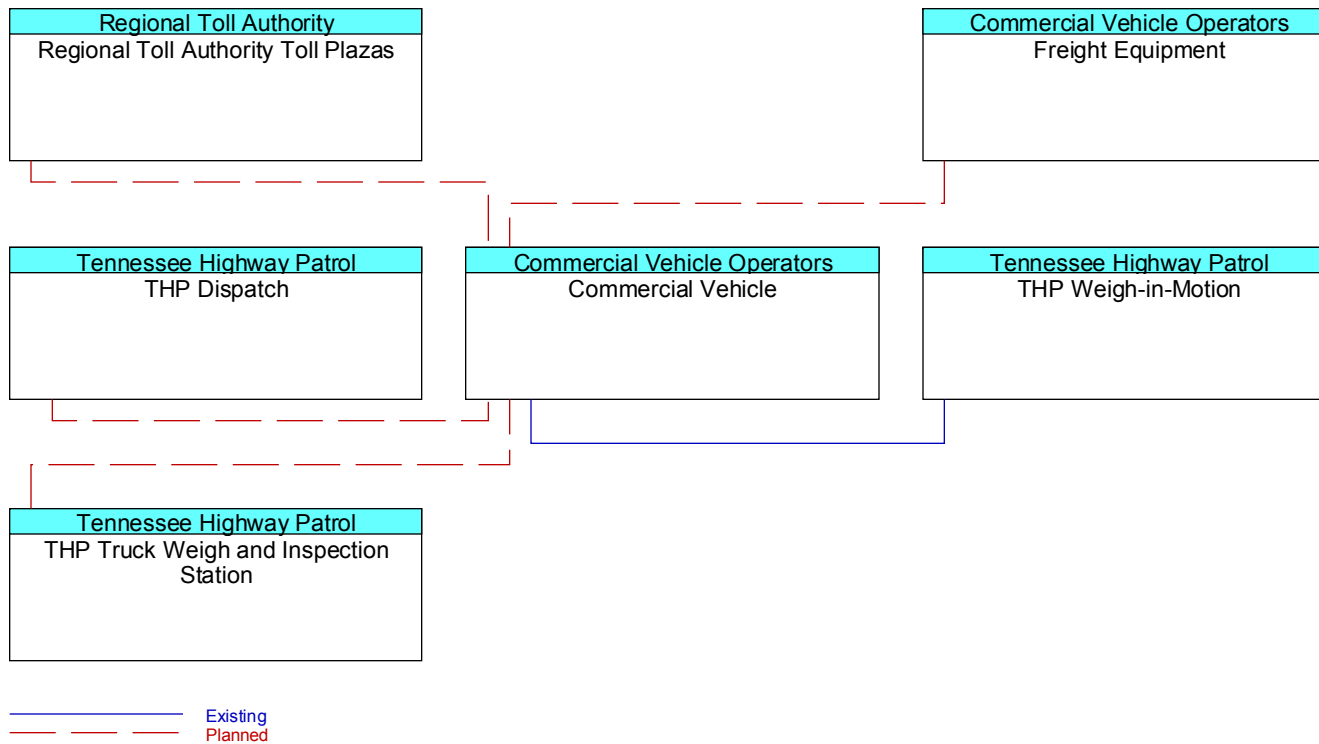 Regional Toll Authority
Regional Toll Authority Toll Plazas
Commercial Vehicle Operators
Freight Equipment
Tennessee Highway Patrol
THP Dispatch
Commercial Vehicle Operators
Commercial Vehicle
Tennessee Highway Patrol
THP Weigh-in-Motion
Tennessee Highway Patrol
THP Truck Weigh and Inspection
Station
Existing
Planned